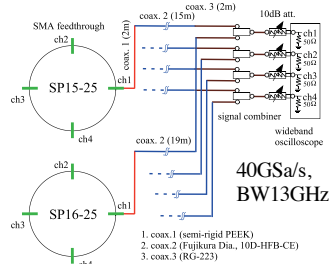 coax. 3 (2m)
coax. 2 (15m)
10dB att.
SMA feedthrough
coax. 1 (2m)
ch2
ch1
50Ω
ch2
50Ω
ch3
50Ω
ch4
50Ω
SP15-25
ch3
ch1
ch4
signal combiner
wideband
oscilloscope
coax. 2 (19m)
ch2
SP16-25
ch3
ch1
ch4
40GSa/s,
BW13GHz
1. coax.1 (semi-rigid PEEK)
2. coax.2 (Fujikura Dia., 10D-HFB-CE)
3. coax.3 (RG-223)